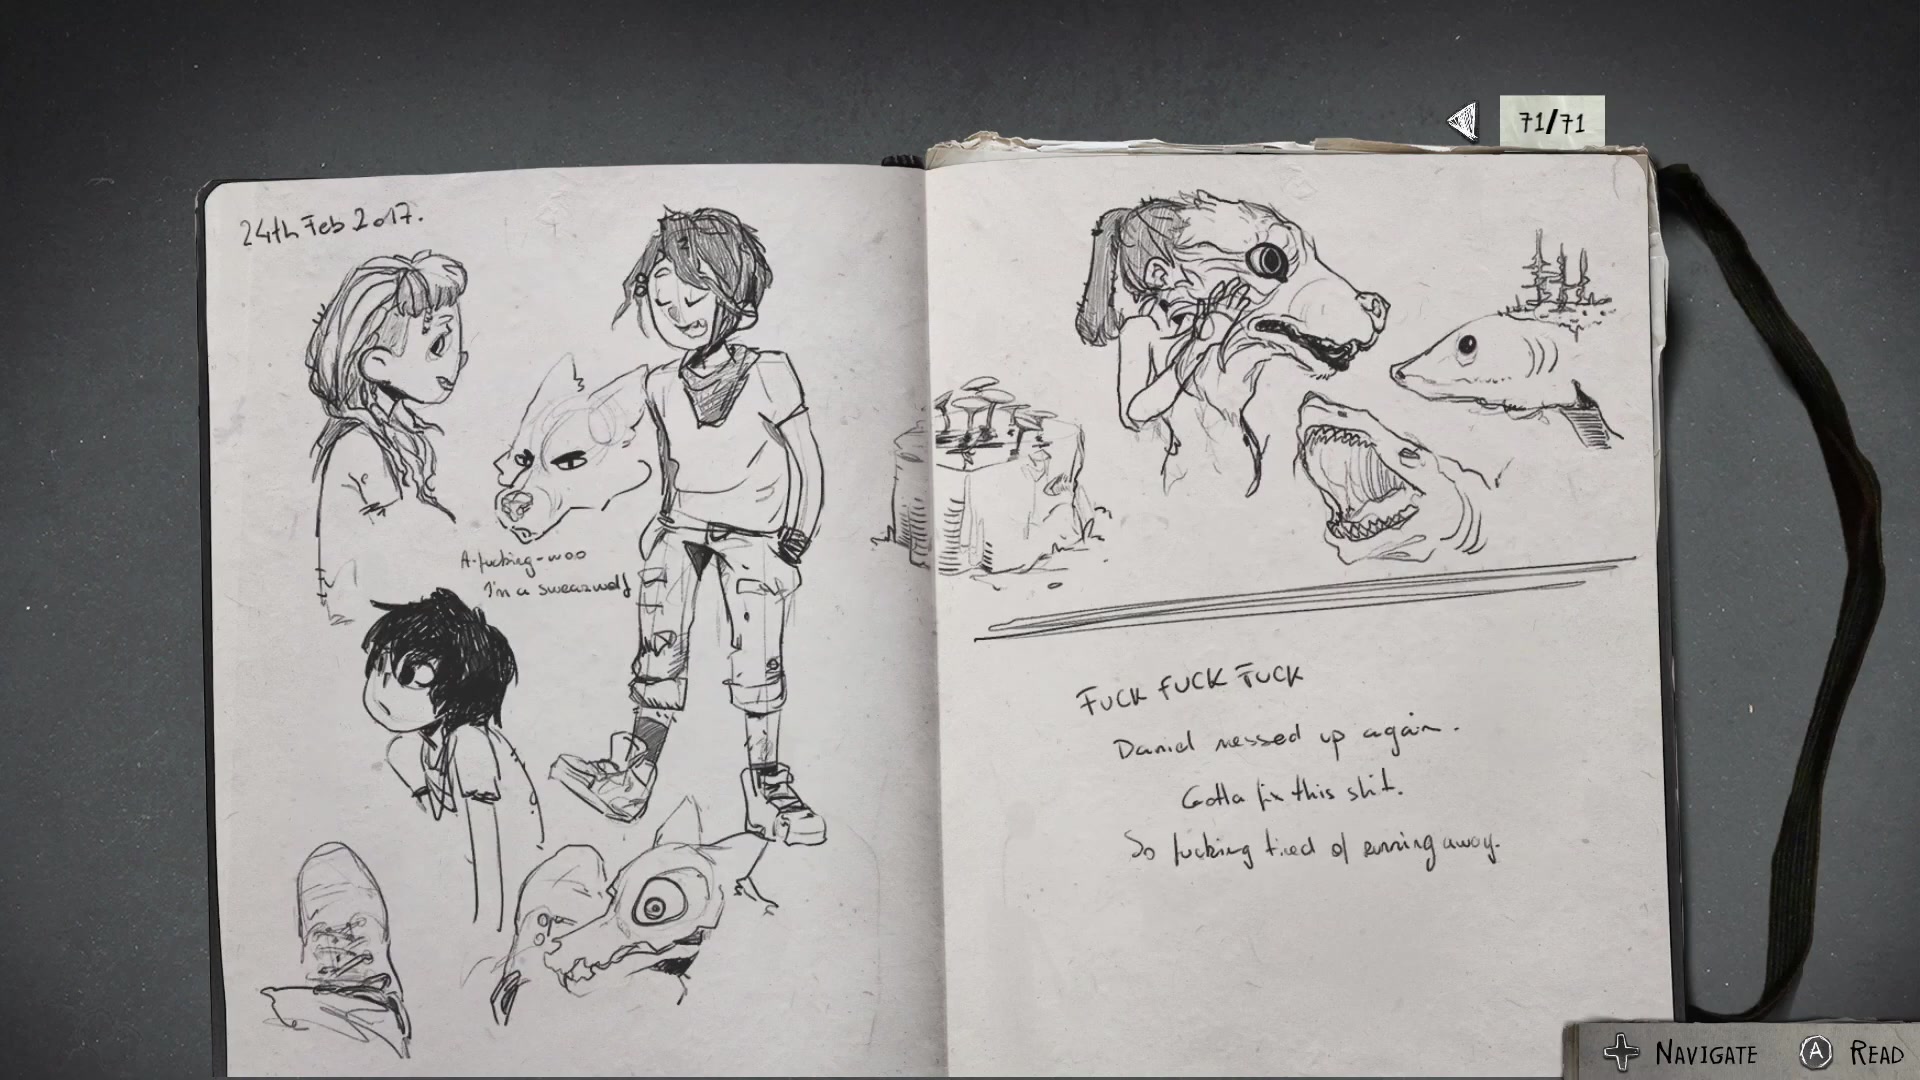 71/71
24th Feb 2017.
A-fucking-woo
I'm a swearwolf
FUCK FUCK FUCK
Daniel messed up again.
Gotta fix this shit.
So fucking tired of running away.
NAVIGATE
A READ